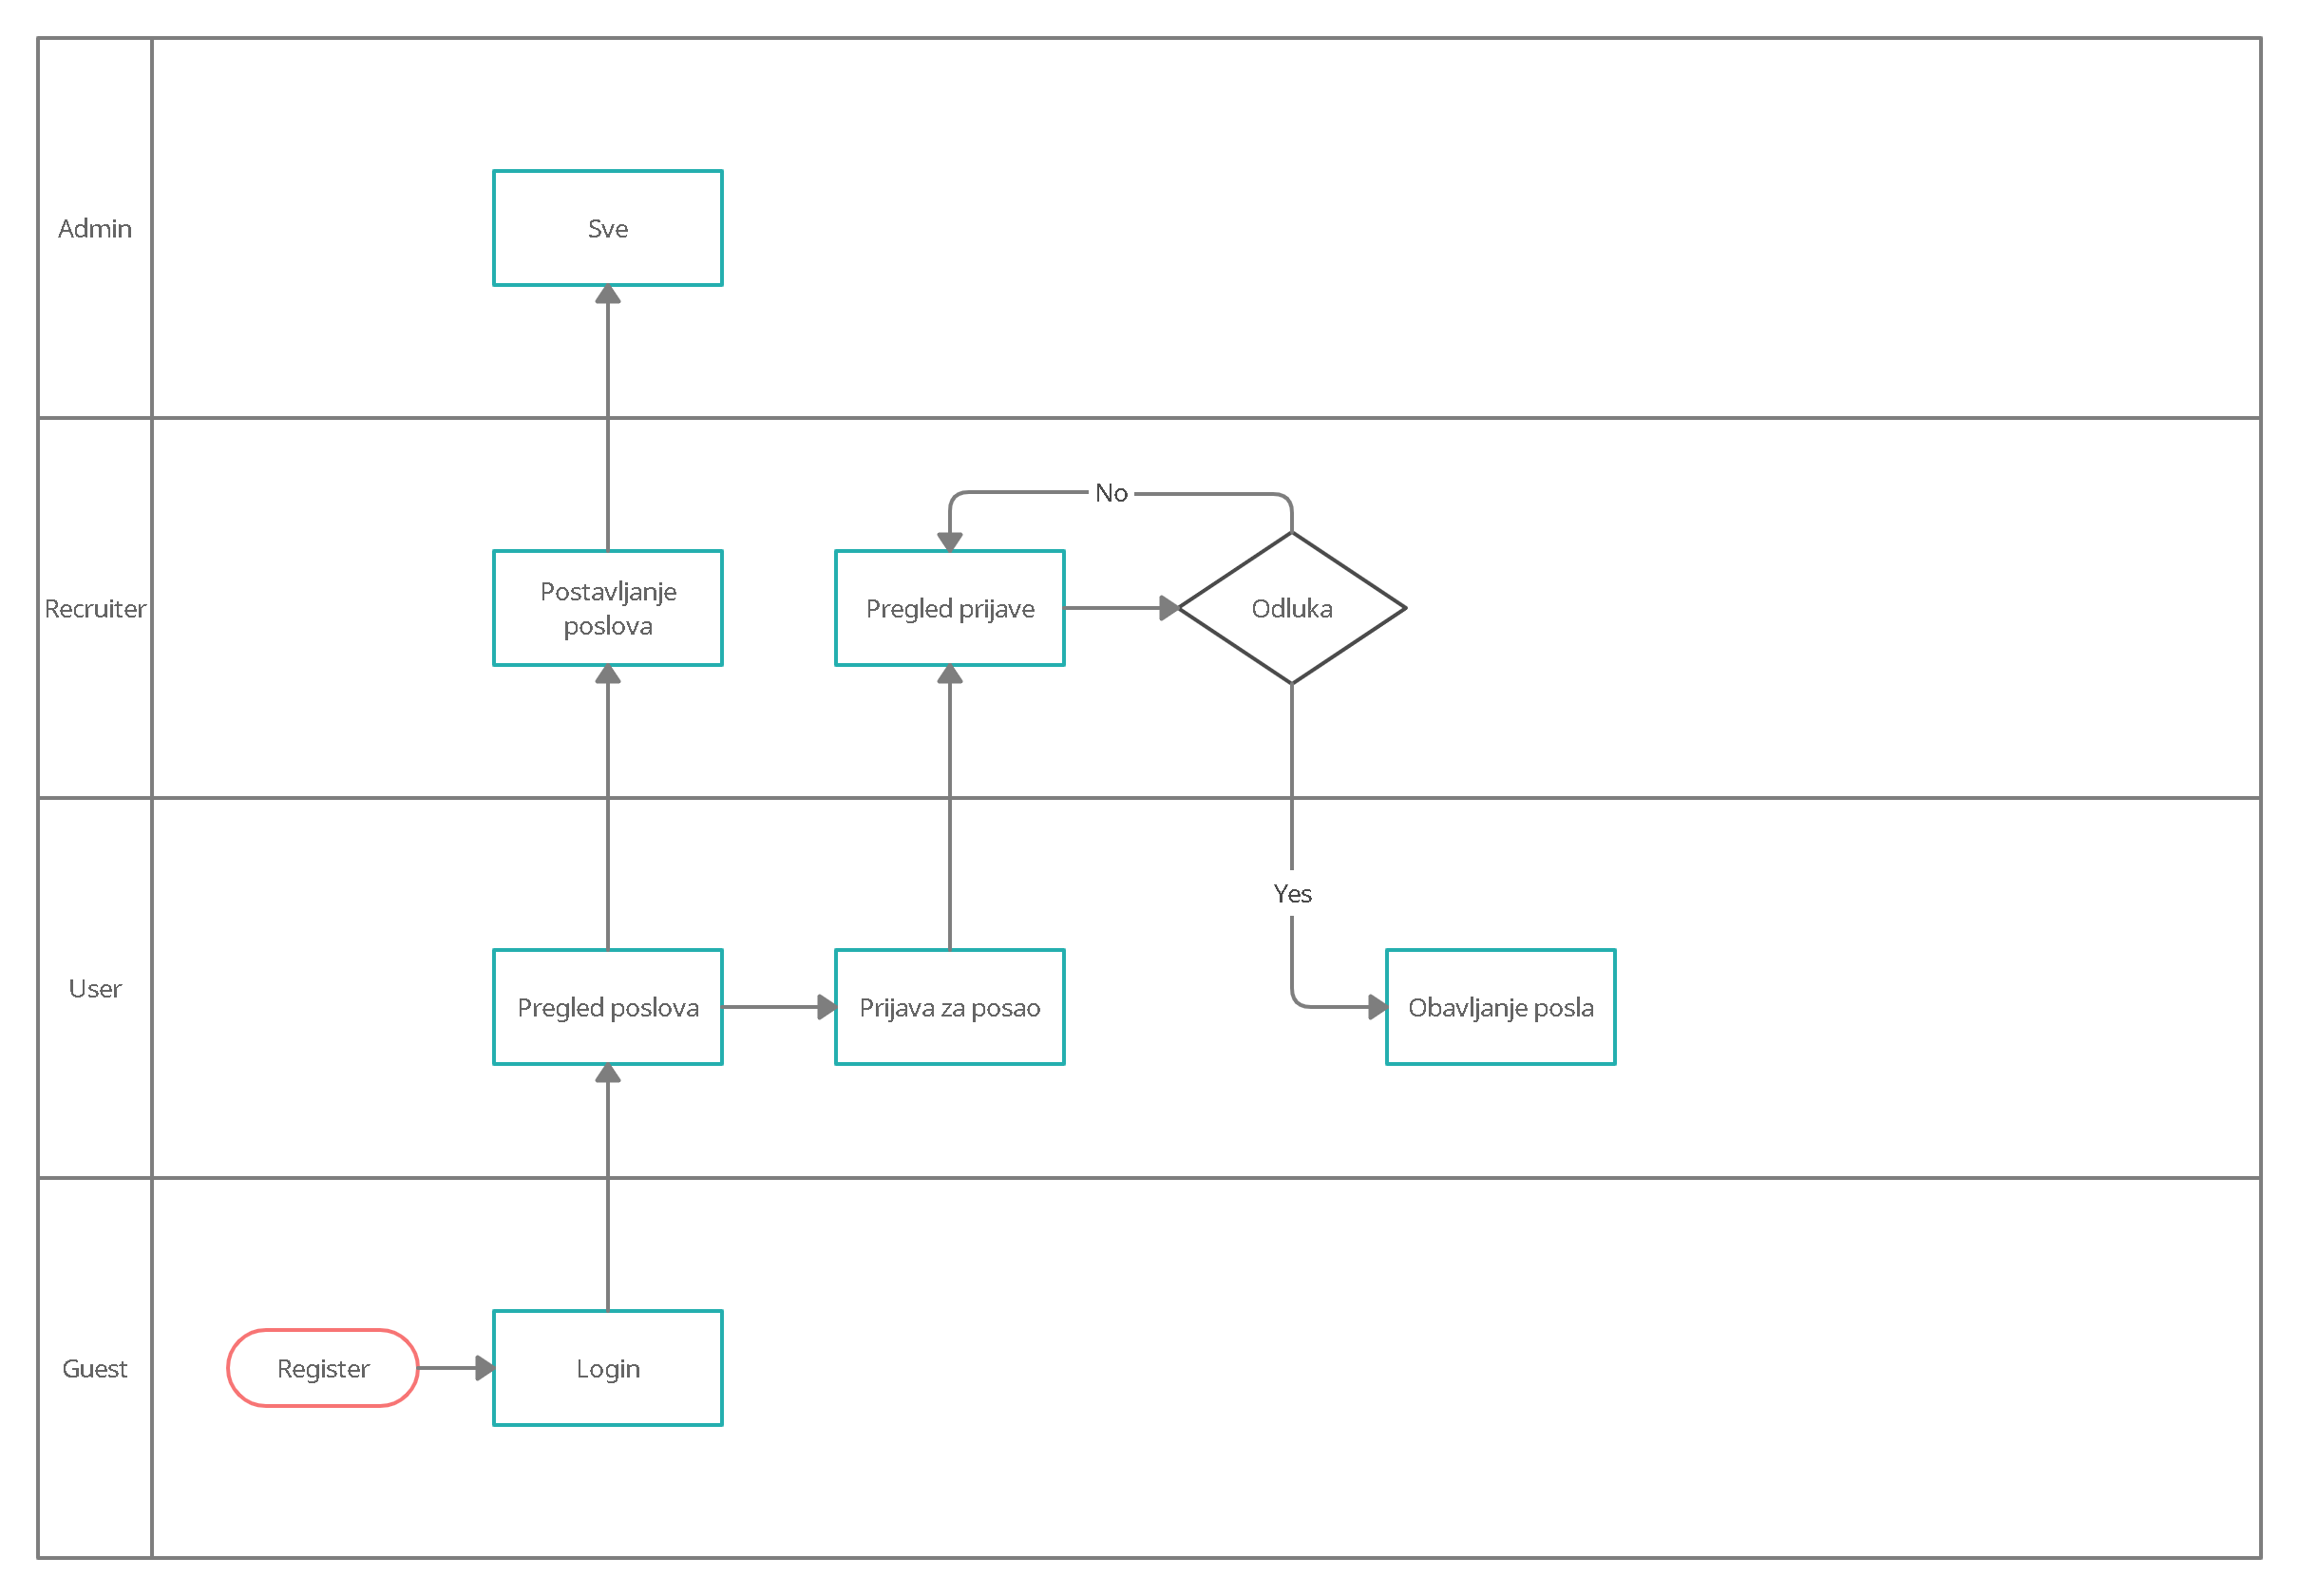 Admin
Sve
Recruiter
Postavljanje
poslova
Pregled prijave
No
Odluka
Yes
User
Pregled poslova
Prijava za posao
Obavljanje posla
Guest
Register
Login